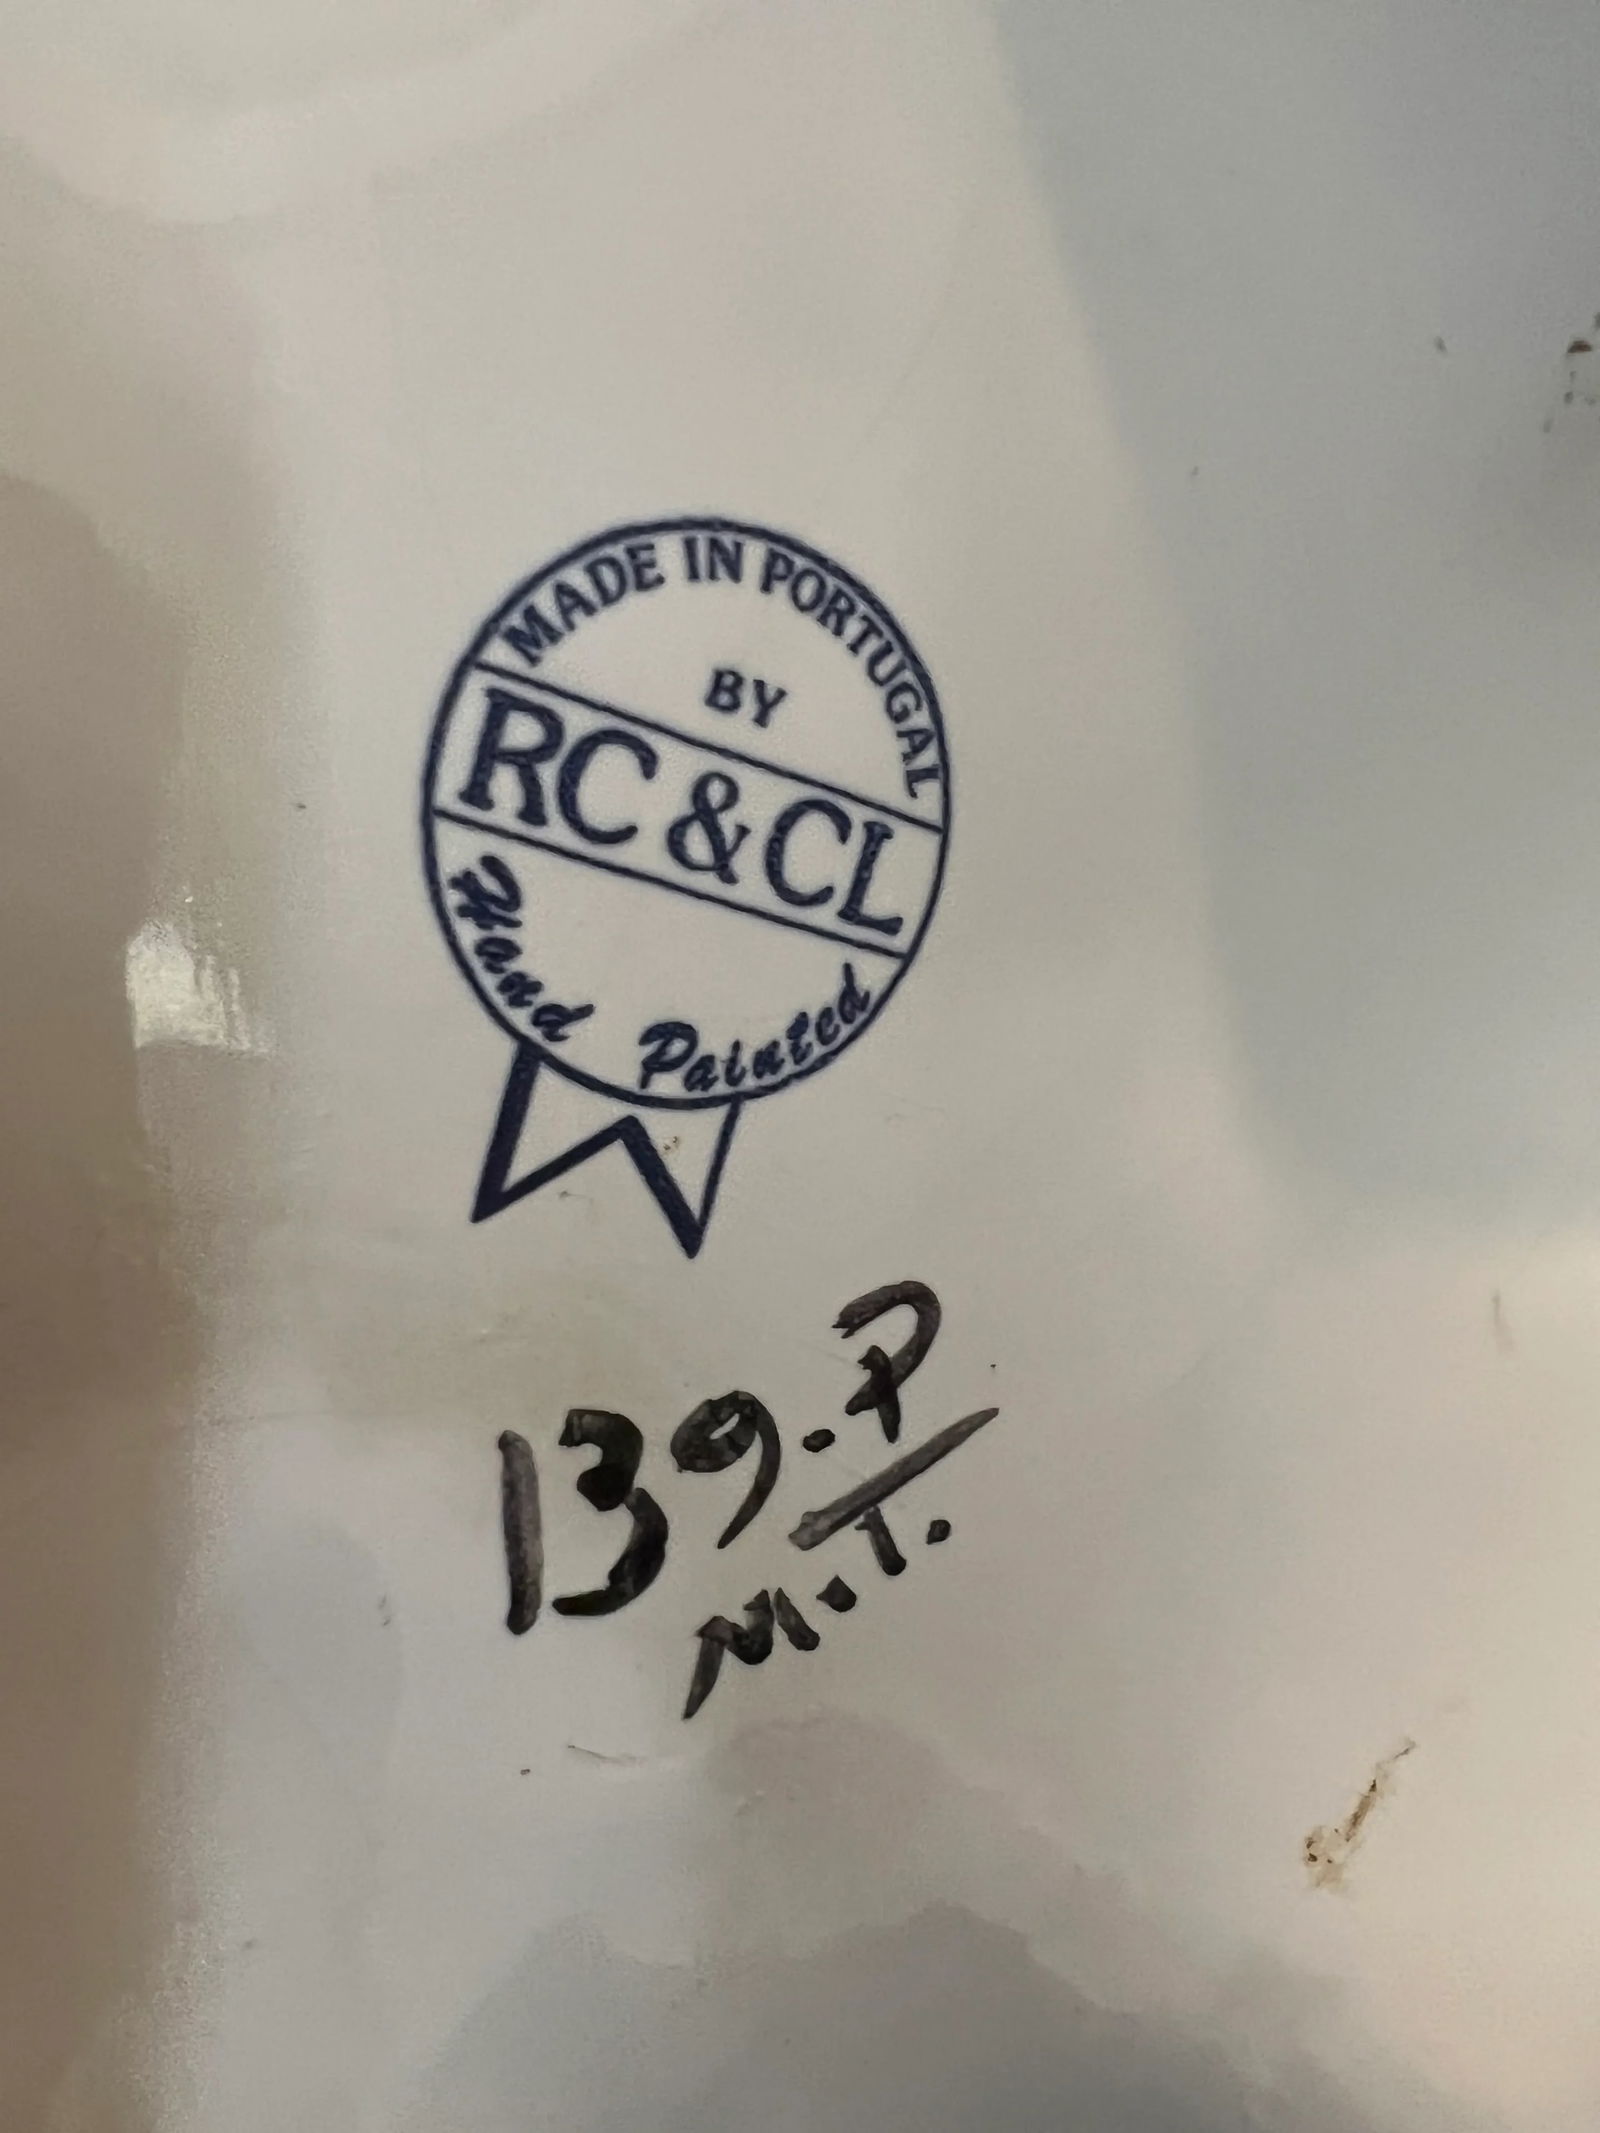 MADE IN PORTUGAL
BY
RC & CL
Hand Painted
139.P
M.T.